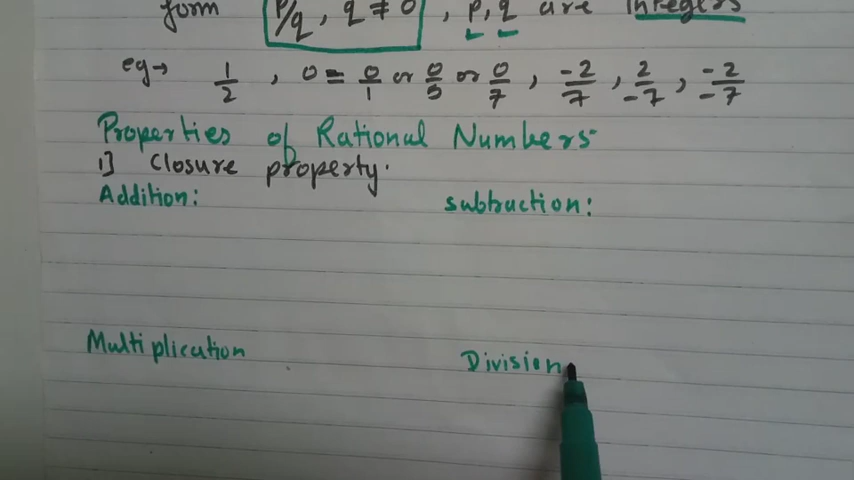 form p/q, q ≠ 0, p, q are integers
eg→ 1/2, 0 = 0/1 or 0/5 or 0/7, -2/7, 2/-7, -2/-7
Properties of Rational Numbers-
1] Closure property.
Addition: subtruction:
Multiplication Division